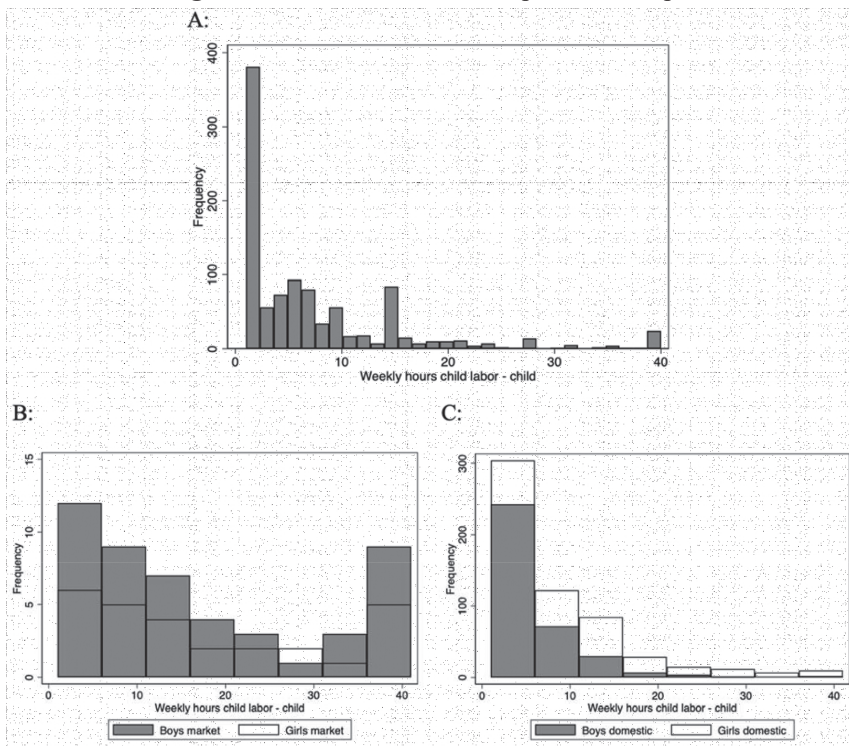 A:
400
300
200
100
0
Frequency
0 10 20 30 40
Weekly hours child labor - child
B:
15
10
5
0
Frequency
0 10 20 30 40
Weekly hours child labor - child
Boys market Girls market
C:
300
200
100
0
Frequency
0 10 20 30 40
Weekly hours child labor - child
Boys domestic Girls domestic